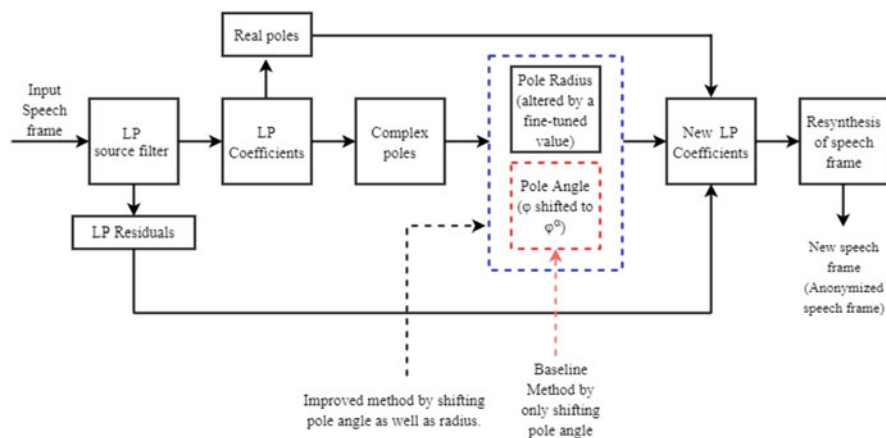 Real poles
Input
Speech
frame
LP
source filter
LP
Coefficients
Complex
poles
Pole Radius
(altered by a
fine-tuned
value)
Pole Angle
(φ shifted to
φ^α)
New LP
Coefficients
Resynthesis
of speech
frame
LP Residuals
New speech
frame
(Anonymized
speech frame)
Improved method by shifting
pole angle as well as radius.
Baseline
Method by
only shifting
pole angle